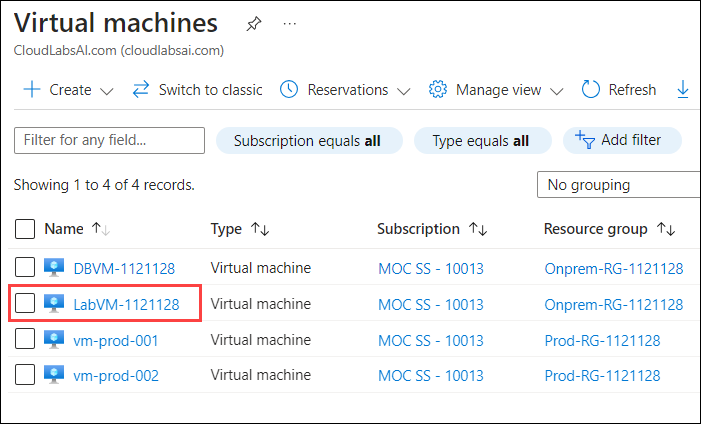 Virtual machines
CloudLabsAI.com (cloudlabsai.com)
Create Switch to classic Reservations Manage view Refresh
Filter for any field... Subscription equals all Type equals all Add filter
Showing 1 to 4 of 4 records. No grouping
Name Type Subscription Resource group
DBVM-1121128 Virtual machine MOC SS - 10013 Onprem-RG-1121128
LabVM-1121128 Virtual machine MOC SS - 10013 Onprem-RG-1121128
vm-prod-001 Virtual machine MOC SS - 10013 Prod-RG-1121128
vm-prod-002 Virtual machine MOC SS - 10013 Prod-RG-1121128